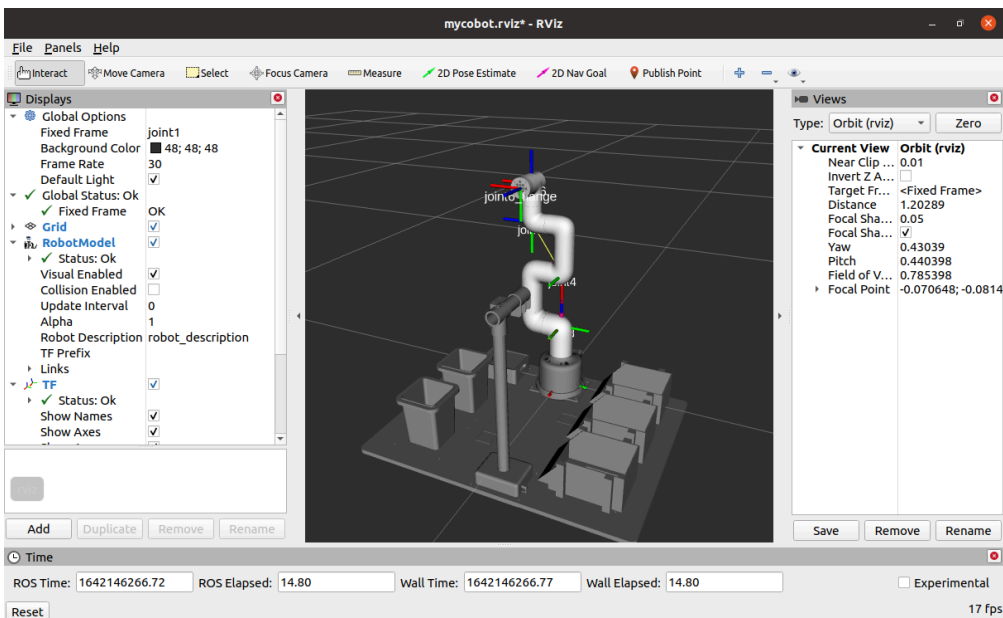 mycobot.rviz* - RViz
File Panels Help
Interact Move Camera Select Focus Camera Measure 2D Pose Estimate 2D Nav Goal Publish Point
Displays
Global Options
Fixed Frame joint1
Background Color 48; 48; 48
Frame Rate 30
Default Light
Global Status: Ok
Fixed Frame OK
Grid
RobotModel
Status: Ok
Visual Enabled
Collision Enabled
Update Interval 0
Alpha 1
Robot Description robot_description
TF Prefix
Links
TF
Status: Ok
Show Names
Show Axes
Add Duplicate Remove Rename
joint6_flange
joint4
Views
Type: Orbit (rviz) Zero
Current View Orbit (rviz)
Near Clip ... 0.01
Invert Z A...
Target Fr... <Fixed Frame>
Distance 1.20289
Focal Sha... 0.05
Focal Sha...
Yaw 0.43039
Pitch 0.440398
Field of V... 0.785398
Focal Point -0.070648; -0.0814
Save Remove Rename
Time
ROS Time: 1642146266.72 ROS Elapsed: 14.80 Wall Time: 1642146266.77 Wall Elapsed: 14.80 Experimental
Reset 17 fps